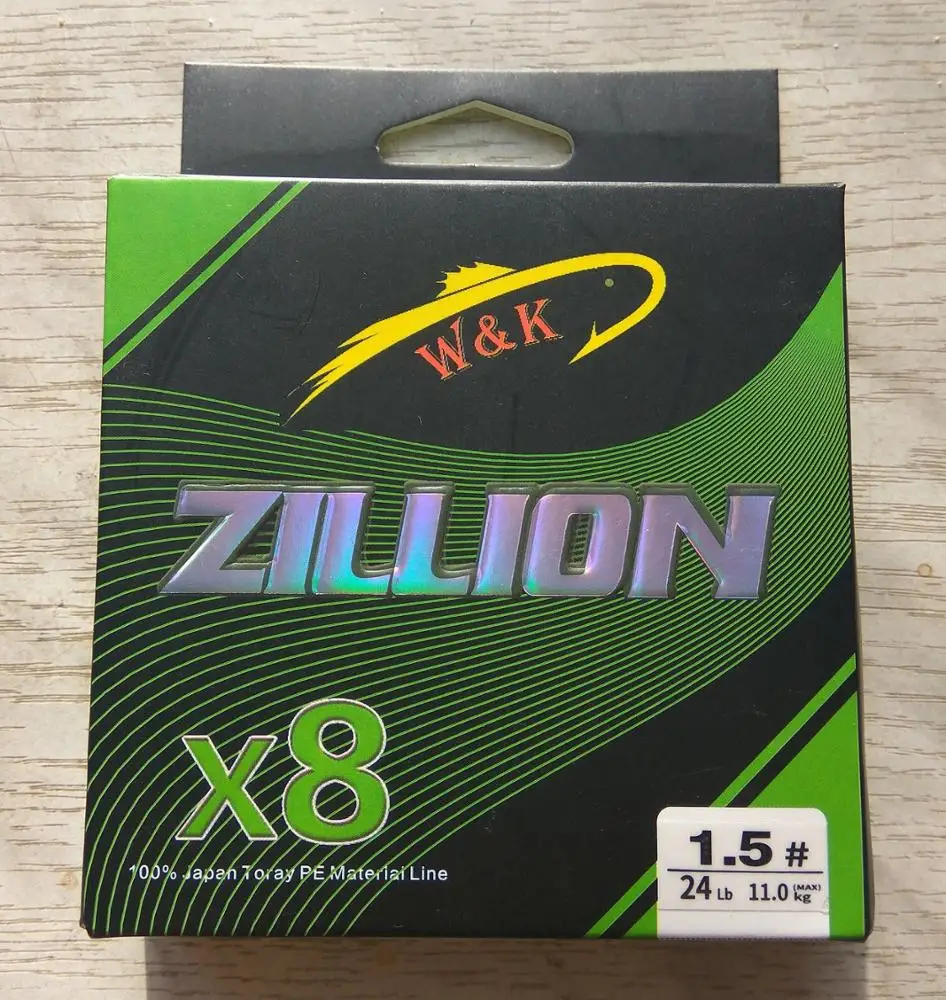 W&K
ZILLION
X8
100% Japan Toray PE Material Line
1.5 #
24 Lb 11.0 kg (MAX)